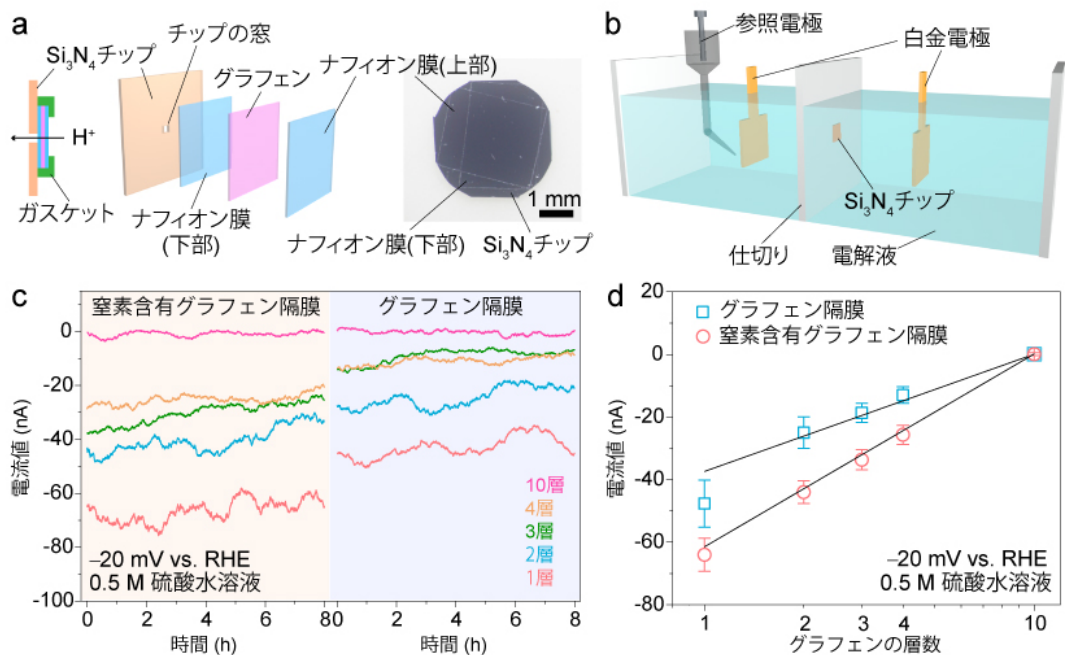 a
Si₃N₄チップ
チップの窓
グラフェン
ナフィオン膜(上部)
H⁺
ガスケット
ナフィオン膜
(下部)
ナフィオン膜(下部)
Si₃N₄チップ
1 mm
b
参照電極
白金電極
Si₃N₄チップ
仕切り
電解液
c
窒素含有グラフェン隔膜
グラフェン隔膜
0
-20
-40
-60
-80
-100
電流値 (nA)
10層
4層
3層
2層
1層
–20 mV vs. RHE
0.5 M 硫酸水溶液
0 2 4 6 8 0 2 4 6 8
時間 (h)
時間 (h)
d
グラフェン隔膜
窒素含有グラフェン隔膜
20
0
-20
-40
-60
-80
電流値 (nA)
–20 mV vs. RHE
0.5 M 硫酸水溶液
1 2 3 4 10
グラフェンの層数